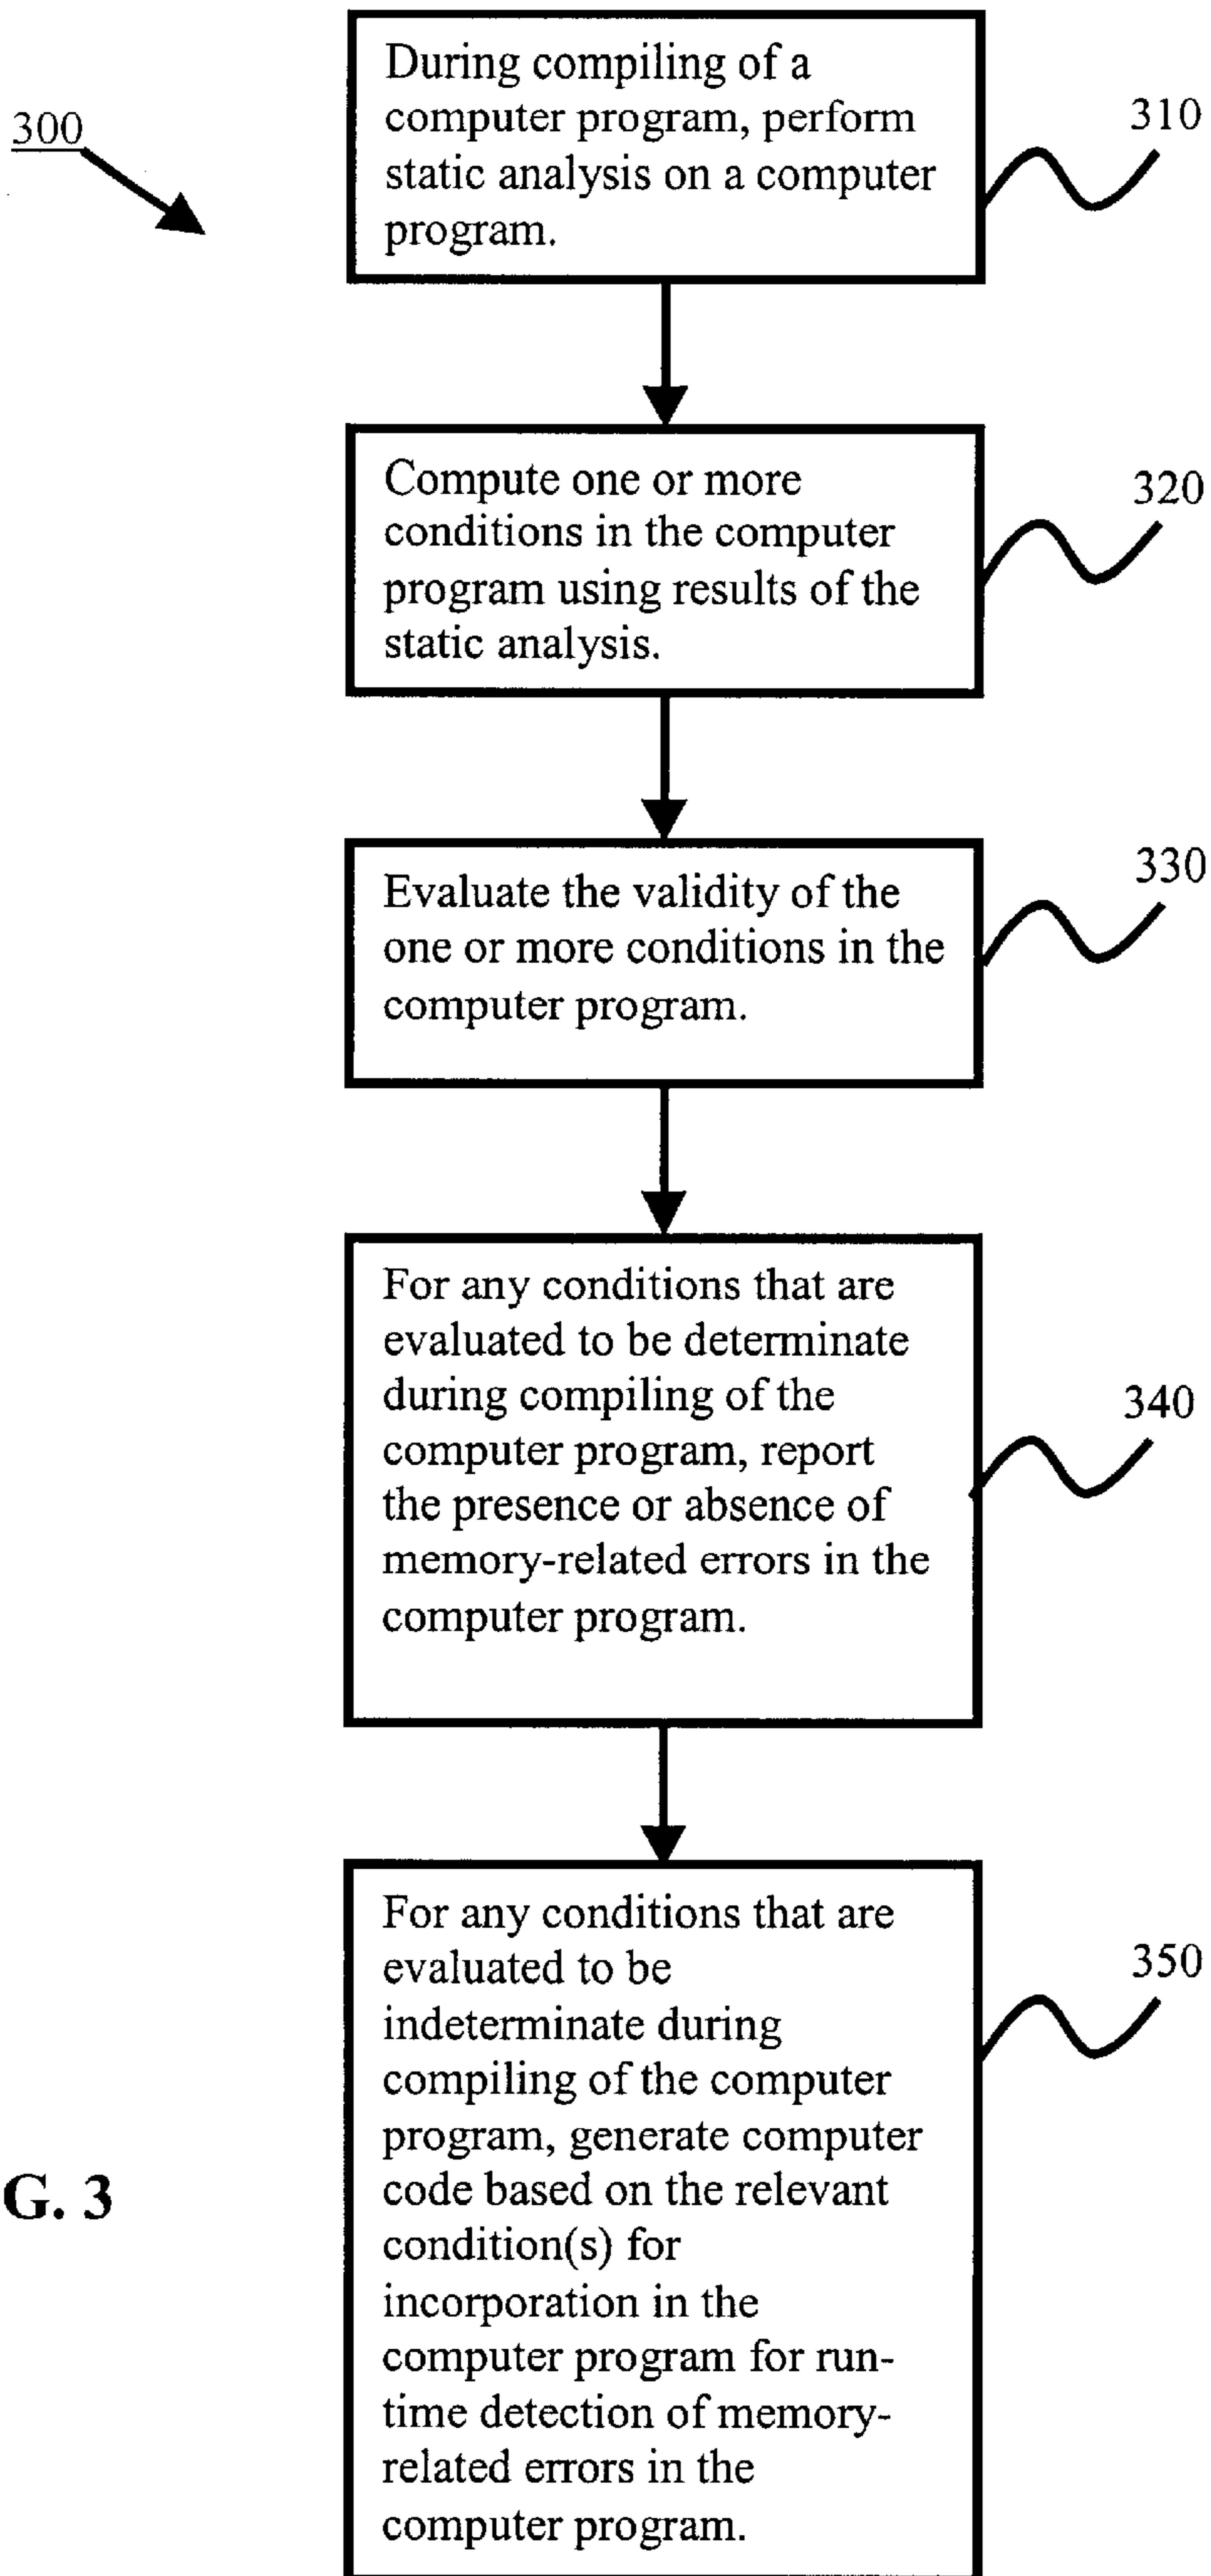 300
During compiling of a
computer program, perform
static analysis on a computer
program.
310
Compute one or more
conditions in the computer
program using results of the
static analysis.
320
Evaluate the validity of the
one or more conditions in the
computer program.
330
For any conditions that are
evaluated to be determinate
during compiling of the
computer program, report
the presence or absence of
memory-related errors in the
computer program.
340
For any conditions that are
evaluated to be
indeterminate during
compiling of the computer
program, generate computer
code based on the relevant
condition(s) for
incorporation in the
computer program for run-
time detection of memory-
related errors in the
computer program.
350
G. 3